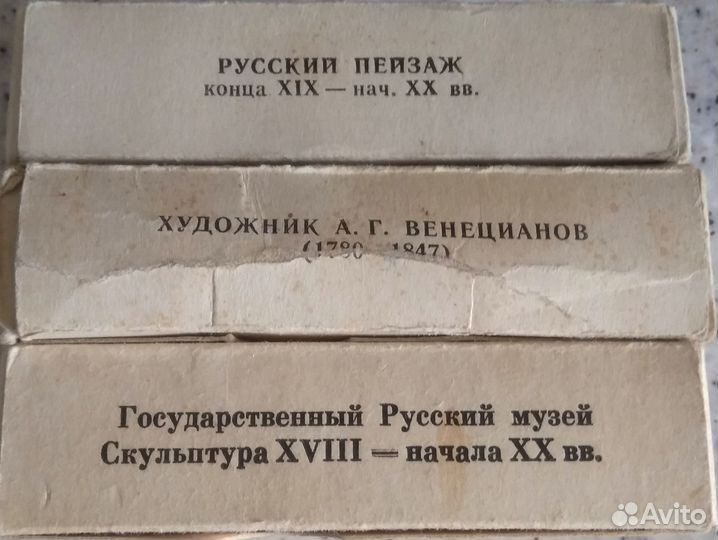 РУССКИЙ ПЕЙЗАЖ
конца XIX — нач. XX вв.
ХУДОЖНИК А. Г. ВЕНЕЦИАНОВ
(1780 — 1847)
Государственный Русский музей
Скульптура XVIII — начала XX вв.
Avito